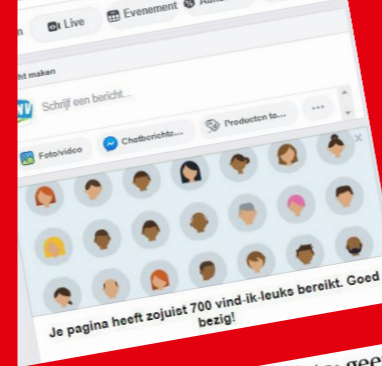 Live Evenement
ht maken
Schrijf een bericht...
Foto/video Chatberichte... Producten ta... ...
Je pagina heeft zojuist 700 vind-ik-leuks bereikt. Goed
bezig!